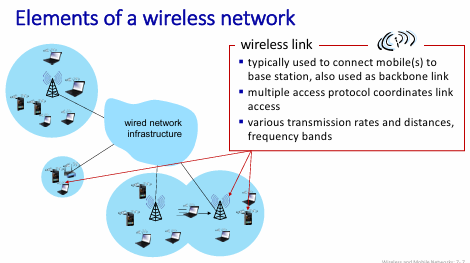 Elements of a wireless network
wireless link
typically used to connect mobile(s) to
base station, also used as backbone link
multiple access protocol coordinates link
access
various transmission rates and distances,
frequency bands
wired network
infrastructure
Wireless and Mobile Networks 7- 7